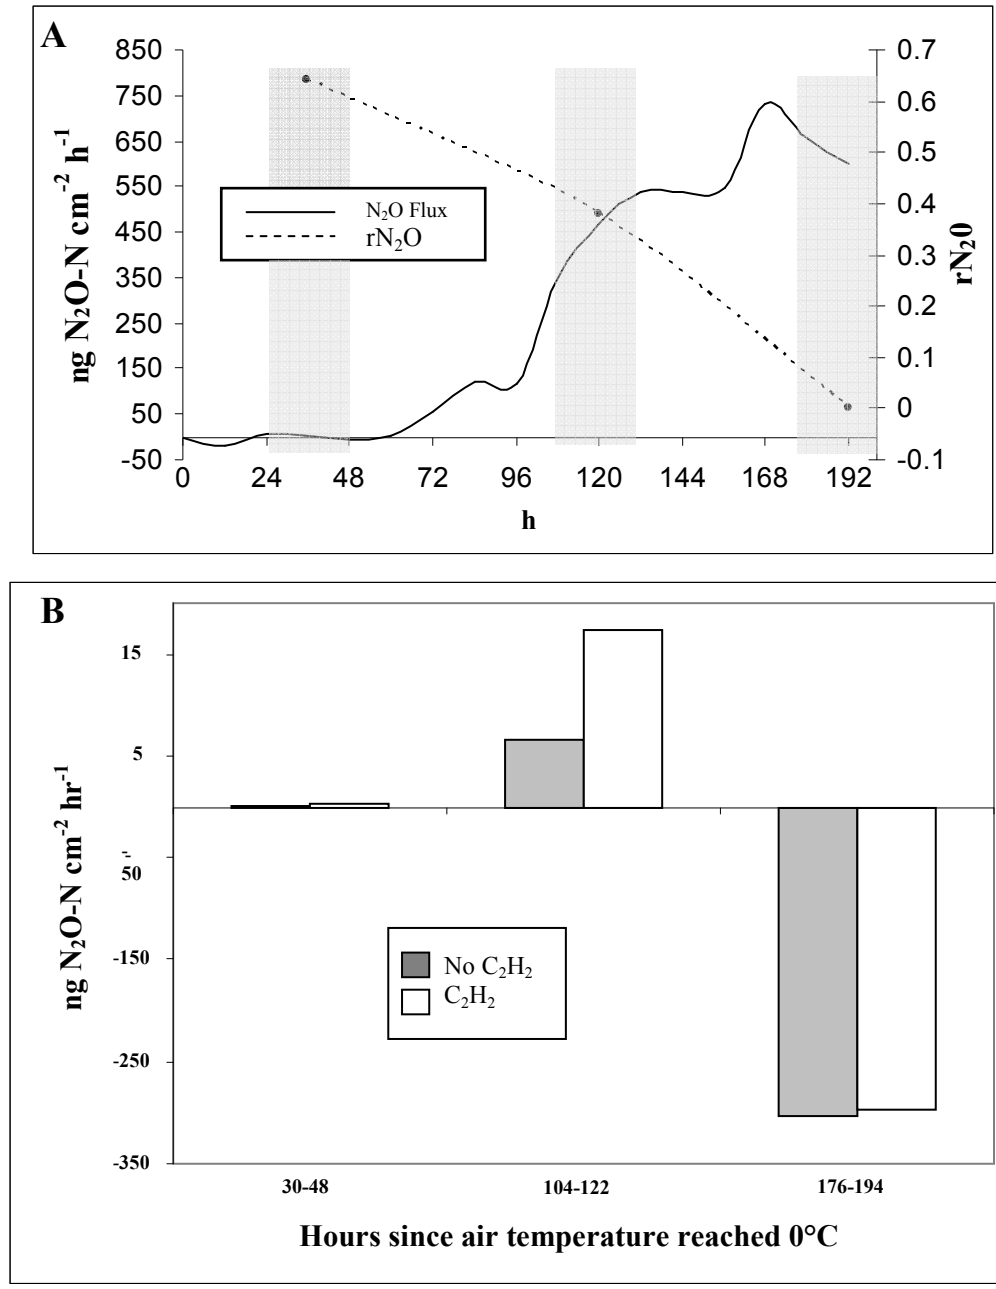 A
850
750
650
550
450
350
250
150
50
-50
0.7
0.6
0.5
0.4
0.3
0.2
0.1
0
-0.1
ng N₂O-N cm⁻² h⁻¹
rN₂0
N₂O Flux
rN₂O
0 24 48 72 96 120 144 168 192
h
B
15
5
-
50
-150
-250
-350
ng N₂O-N cm⁻² hr⁻¹
No C₂H₂
C₂H₂
30-48 104-122 176-194
Hours since air temperature reached 0°C